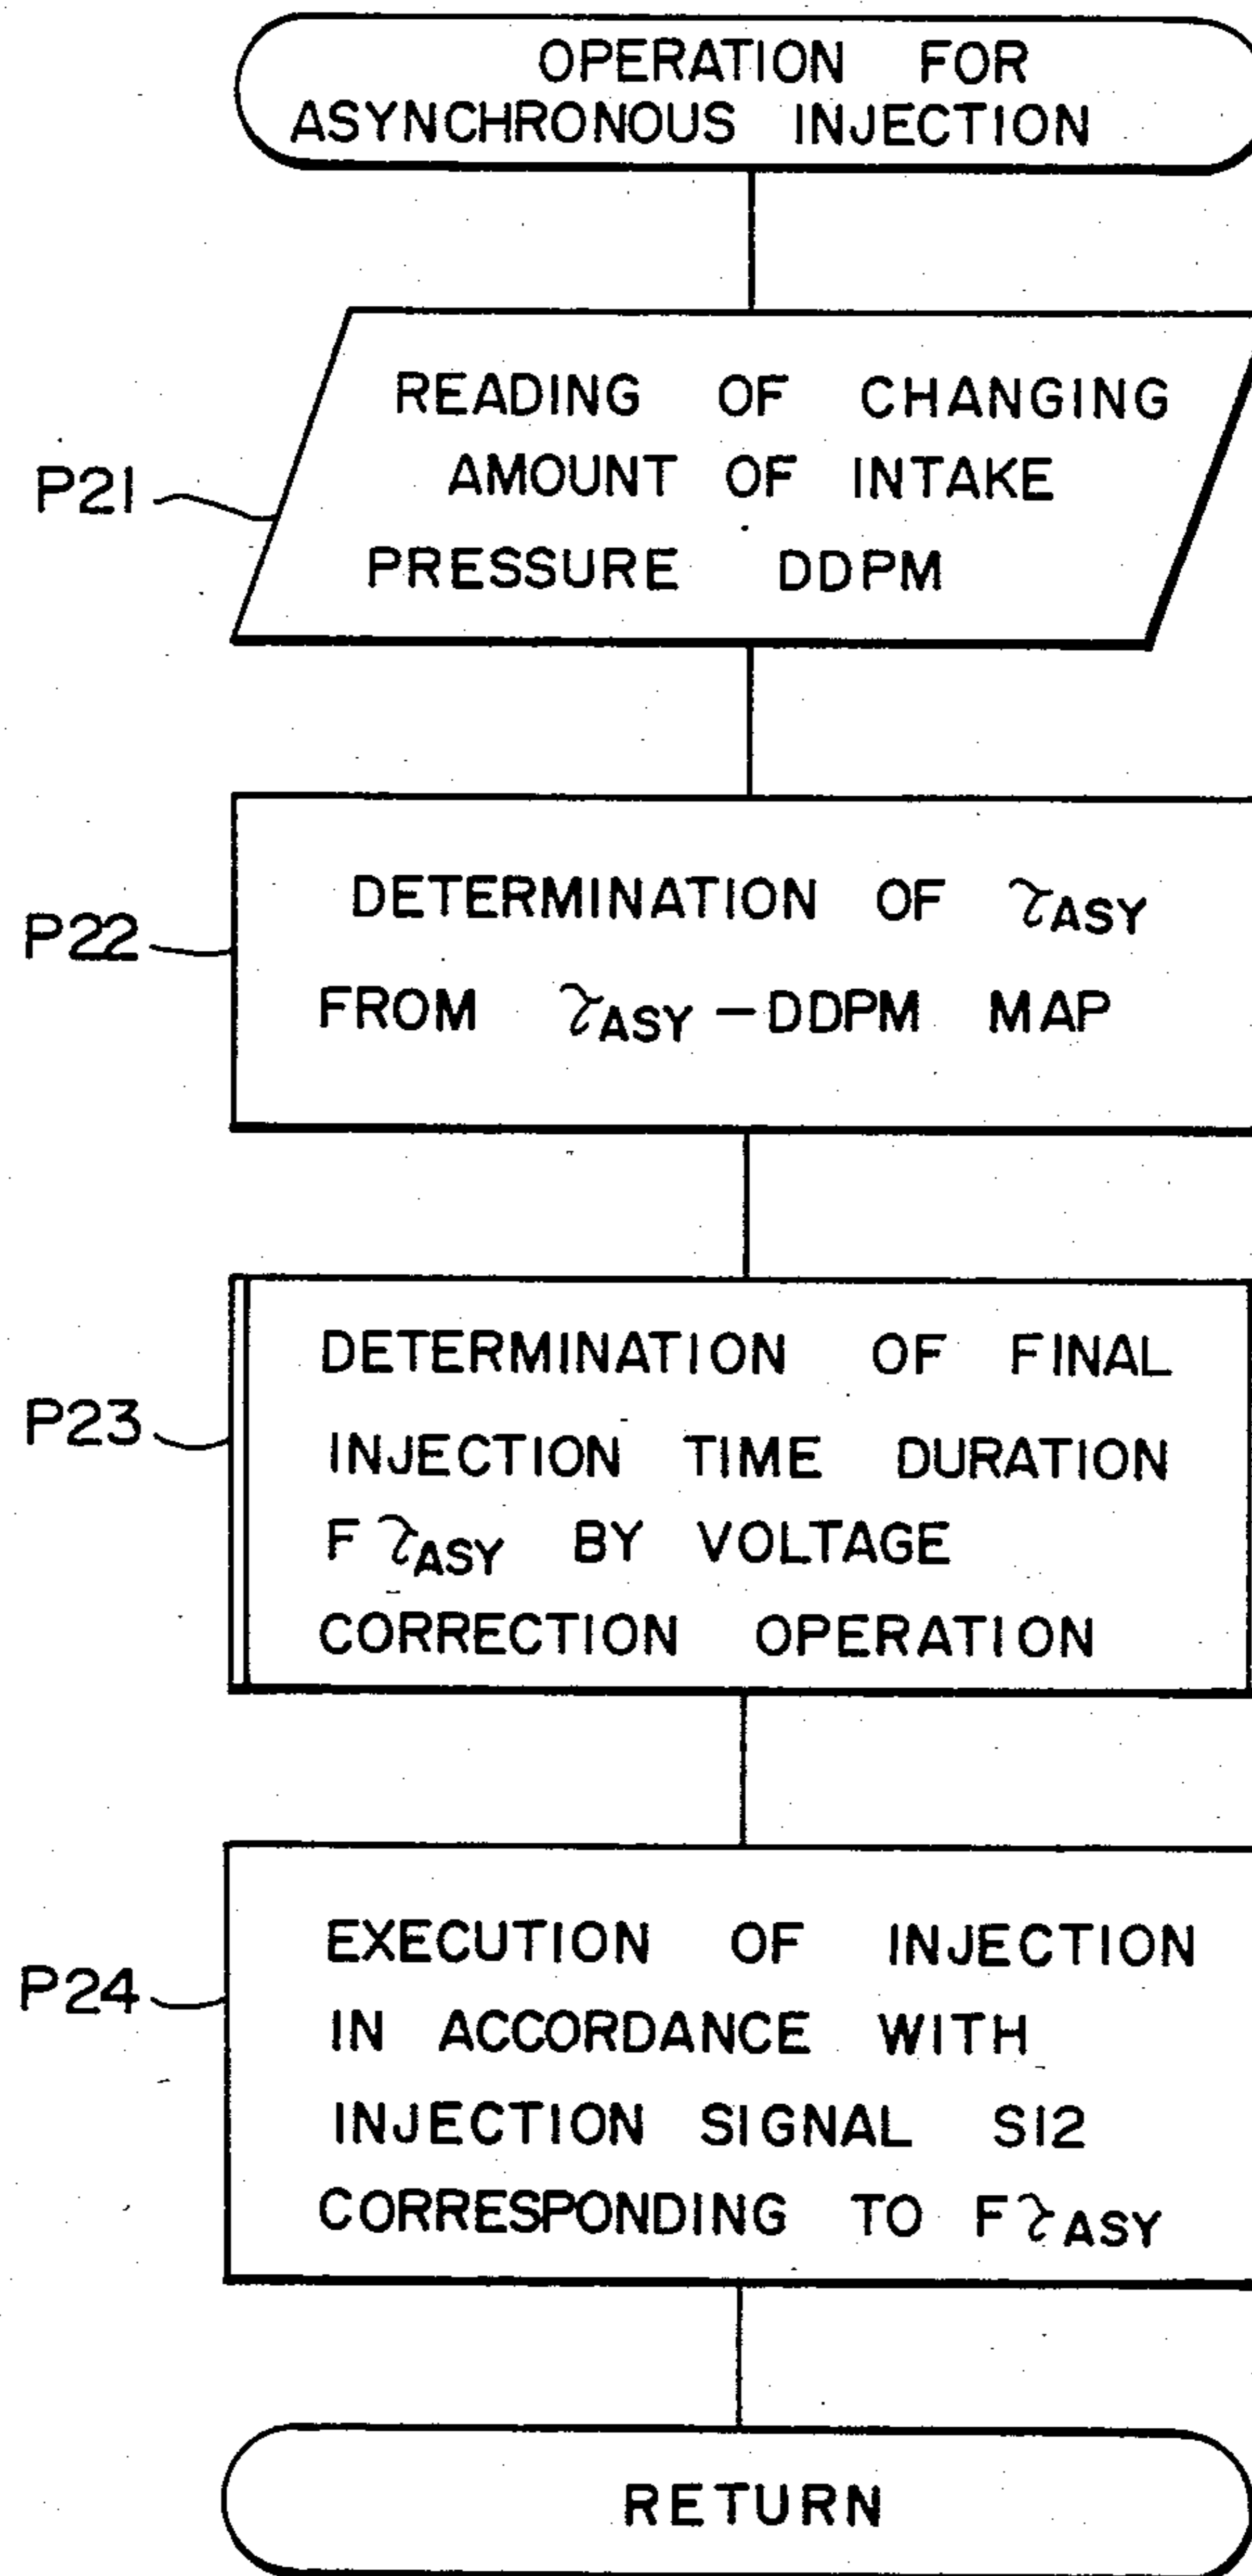 OPERATION FOR
ASYNCHRONOUS INJECTION
READING OF CHANGING
AMOUNT OF INTAKE
PRESSURE DDPM
P21
DETERMINATION OF τASY
FROM τASY – DDPM MAP
P22
DETERMINATION OF FINAL
INJECTION TIME DURATION
F τASY BY VOLTAGE
CORRECTION OPERATION
P23
EXECUTION OF INJECTION
IN ACCORDANCE WITH
INJECTION SIGNAL SI2
CORRESPONDING TO FτASY
P24
RETURN